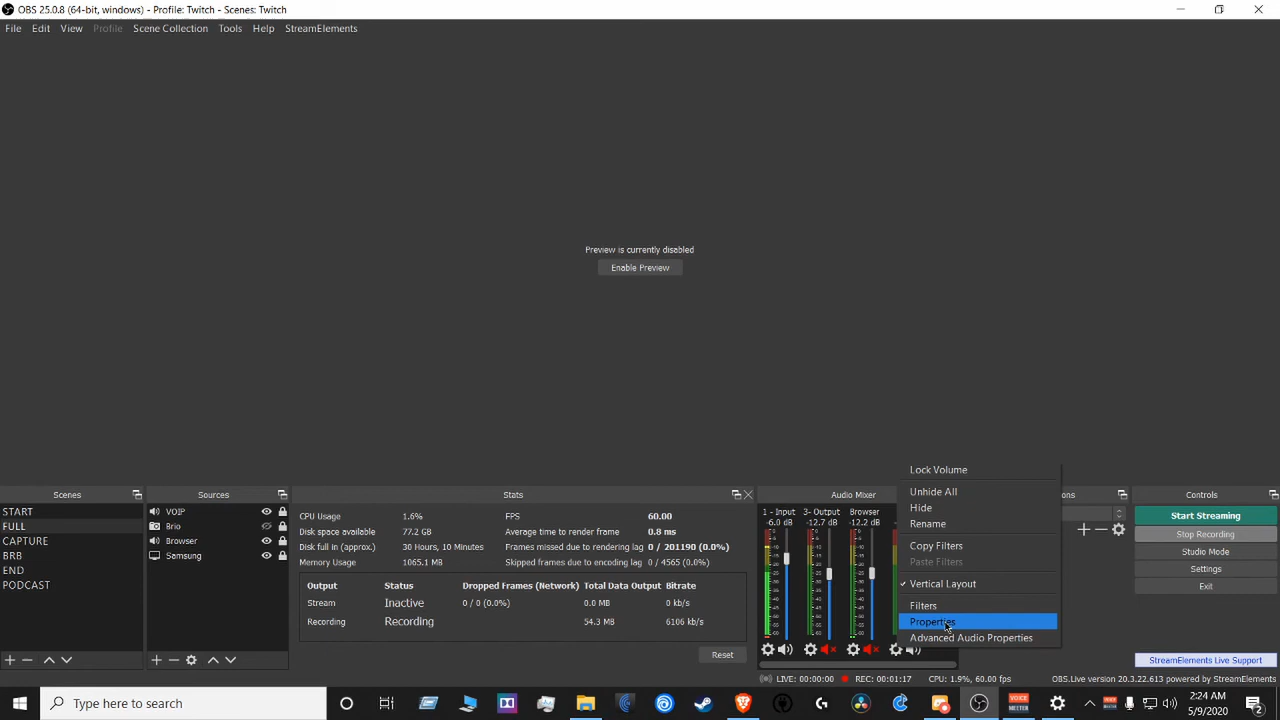 OBS 25.0.8 (64-bit, windows) - Profile: Twitch - Scenes: Twitch
File Edit View Profile Scene Collection Tools Help StreamElements
Preview is currently disabled
Enable Preview
Lock Volume
Unhide All
Hide
Rename
Copy Filters
Paste Filters
Vertical Layout
Filters
Properties
Advanced Audio Properties
Scenes
START
FULL
CAPTURE
BRB
END
PODCAST
Sources
VOIP
Brio
Browser
Samsung
Stats
CPU Usage 1.6% FPS 60.00
Disk space available 77.2 GB Average time to render frame 0.8 ms
Disk full in (approx.) 30 Hours, 10 Minutes Frames missed due to rendering lag 0 / 201190 (0.0%)
Memory Usage 1065.1 MB Skipped frames due to encoding lag 0 / 4565 (0.0%)
Output Status Dropped Frames (Network) Total Data Output Bitrate
Stream Inactive 0 / 0 (0.0%) 0.0 MB 0 kb/s
Recording Recording 54.3 MB 6106 kb/s
Reset
Audio Mixer
1 - Input 3- Output Browser
-6.0 dB -12.7 dB -12.2 dB
ons
Controls
Start Streaming
Stop Recording
Studio Mode
Settings
Exit
StreamElements Live Support
LIVE: 00:00:00 REC: 00:01:17 CPU: 1.9%, 60.00 fps OBS.Live version 20.3.22.613 powered by StreamElements
Type here to search
VOICE MEETER
2:24 AM
5/9/2020
2